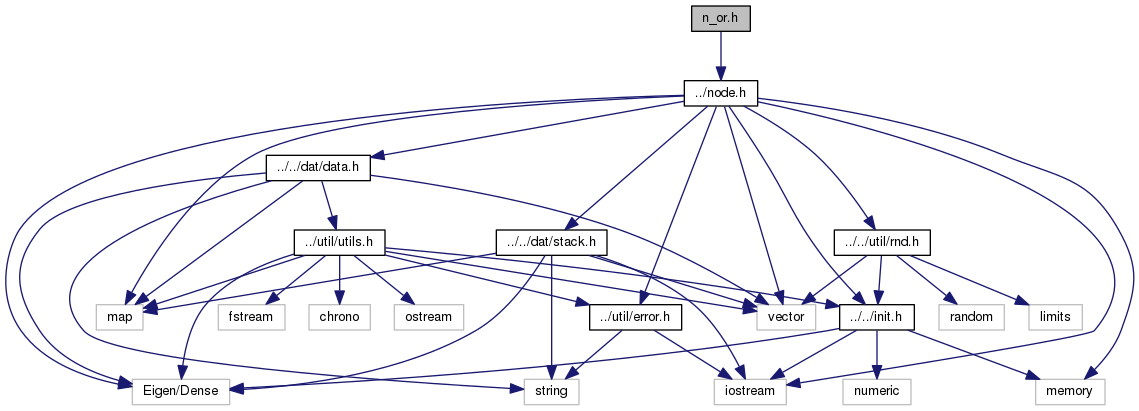 n_or.h
../node.h
../../dat/data.h
../util/utils.h
../../dat/stack.h
../../util/rnd.h
map
fstream
chrono
ostream
../util/error.h
vector
../../init.h
random
limits
Eigen/Dense
string
iostream
numeric
memory